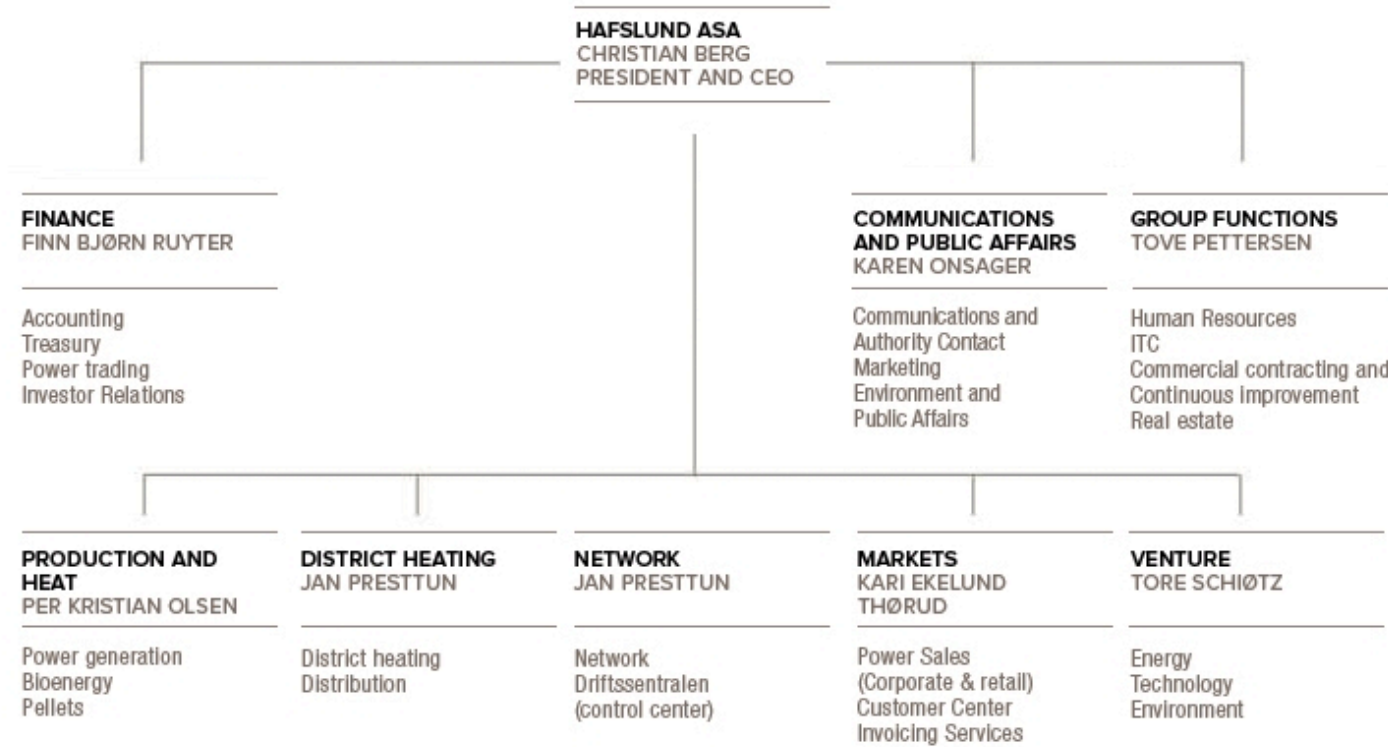 HAFSLUND ASA
CHRISTIAN BERG
PRESIDENT AND CEO
FINANCE
FINN BJØRN RUYTER
Accounting
Treasury
Power trading
Investor Relations
COMMUNICATIONS
AND PUBLIC AFFAIRS
KAREN ONSAGER
Communications and
Authority Contact
Marketing
Environment and
Public Affairs
GROUP FUNCTIONS
TOVE PETTERSEN
Human Resources
ITC
Commercial contracting and
Continuous improvement
Real estate
PRODUCTION AND
HEAT
PER KRISTIAN OLSEN
Power generation
Bioenergy
Pellets
DISTRICT HEATING
JAN PRESTTUN
District heating
Distribution
NETWORK
JAN PRESTTUN
Network
Driftssentralen
(control center)
MARKETS
KARI EKELUND
THØRUD
Power Sales
(Corporate & retail)
Customer Center
Invoicing Services
VENTURE
TORE SCHIØTZ
Energy
Technology
Environment